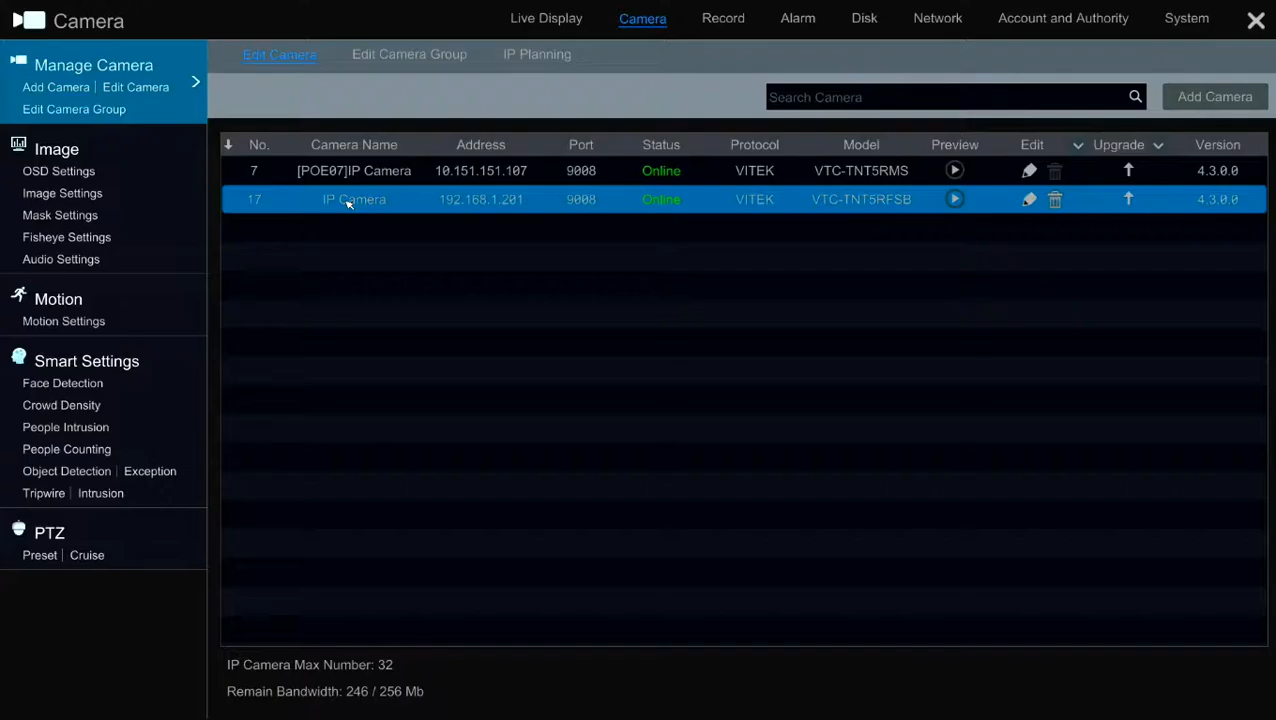 Camera
Live Display Camera Record Alarm Disk Network Account and Authority System
Manage Camera
Add Camera | Edit Camera
Edit Camera Group
Edit Camera Edit Camera Group IP Planning
Search Camera Add Camera
No. Camera Name Address Port Status Protocol Model Preview Edit Upgrade Version
7 [POE07]IP Camera 10.151.151.107 9008 Online VITEK VTC-TNT5RMS 4.3.0.0
17 IP Camera 192.168.1.201 9008 Online VITEK VTC-TNT5RFSB 4.3.0.0
Image
OSD Settings
Image Settings
Mask Settings
Fisheye Settings
Audio Settings
Motion
Motion Settings
Smart Settings
Face Detection
Crowd Density
People Intrusion
People Counting
Object Detection | Exception
Tripwire | Intrusion
PTZ
Preset | Cruise
IP Camera Max Number: 32
Remain Bandwidth: 246 / 256 Mb